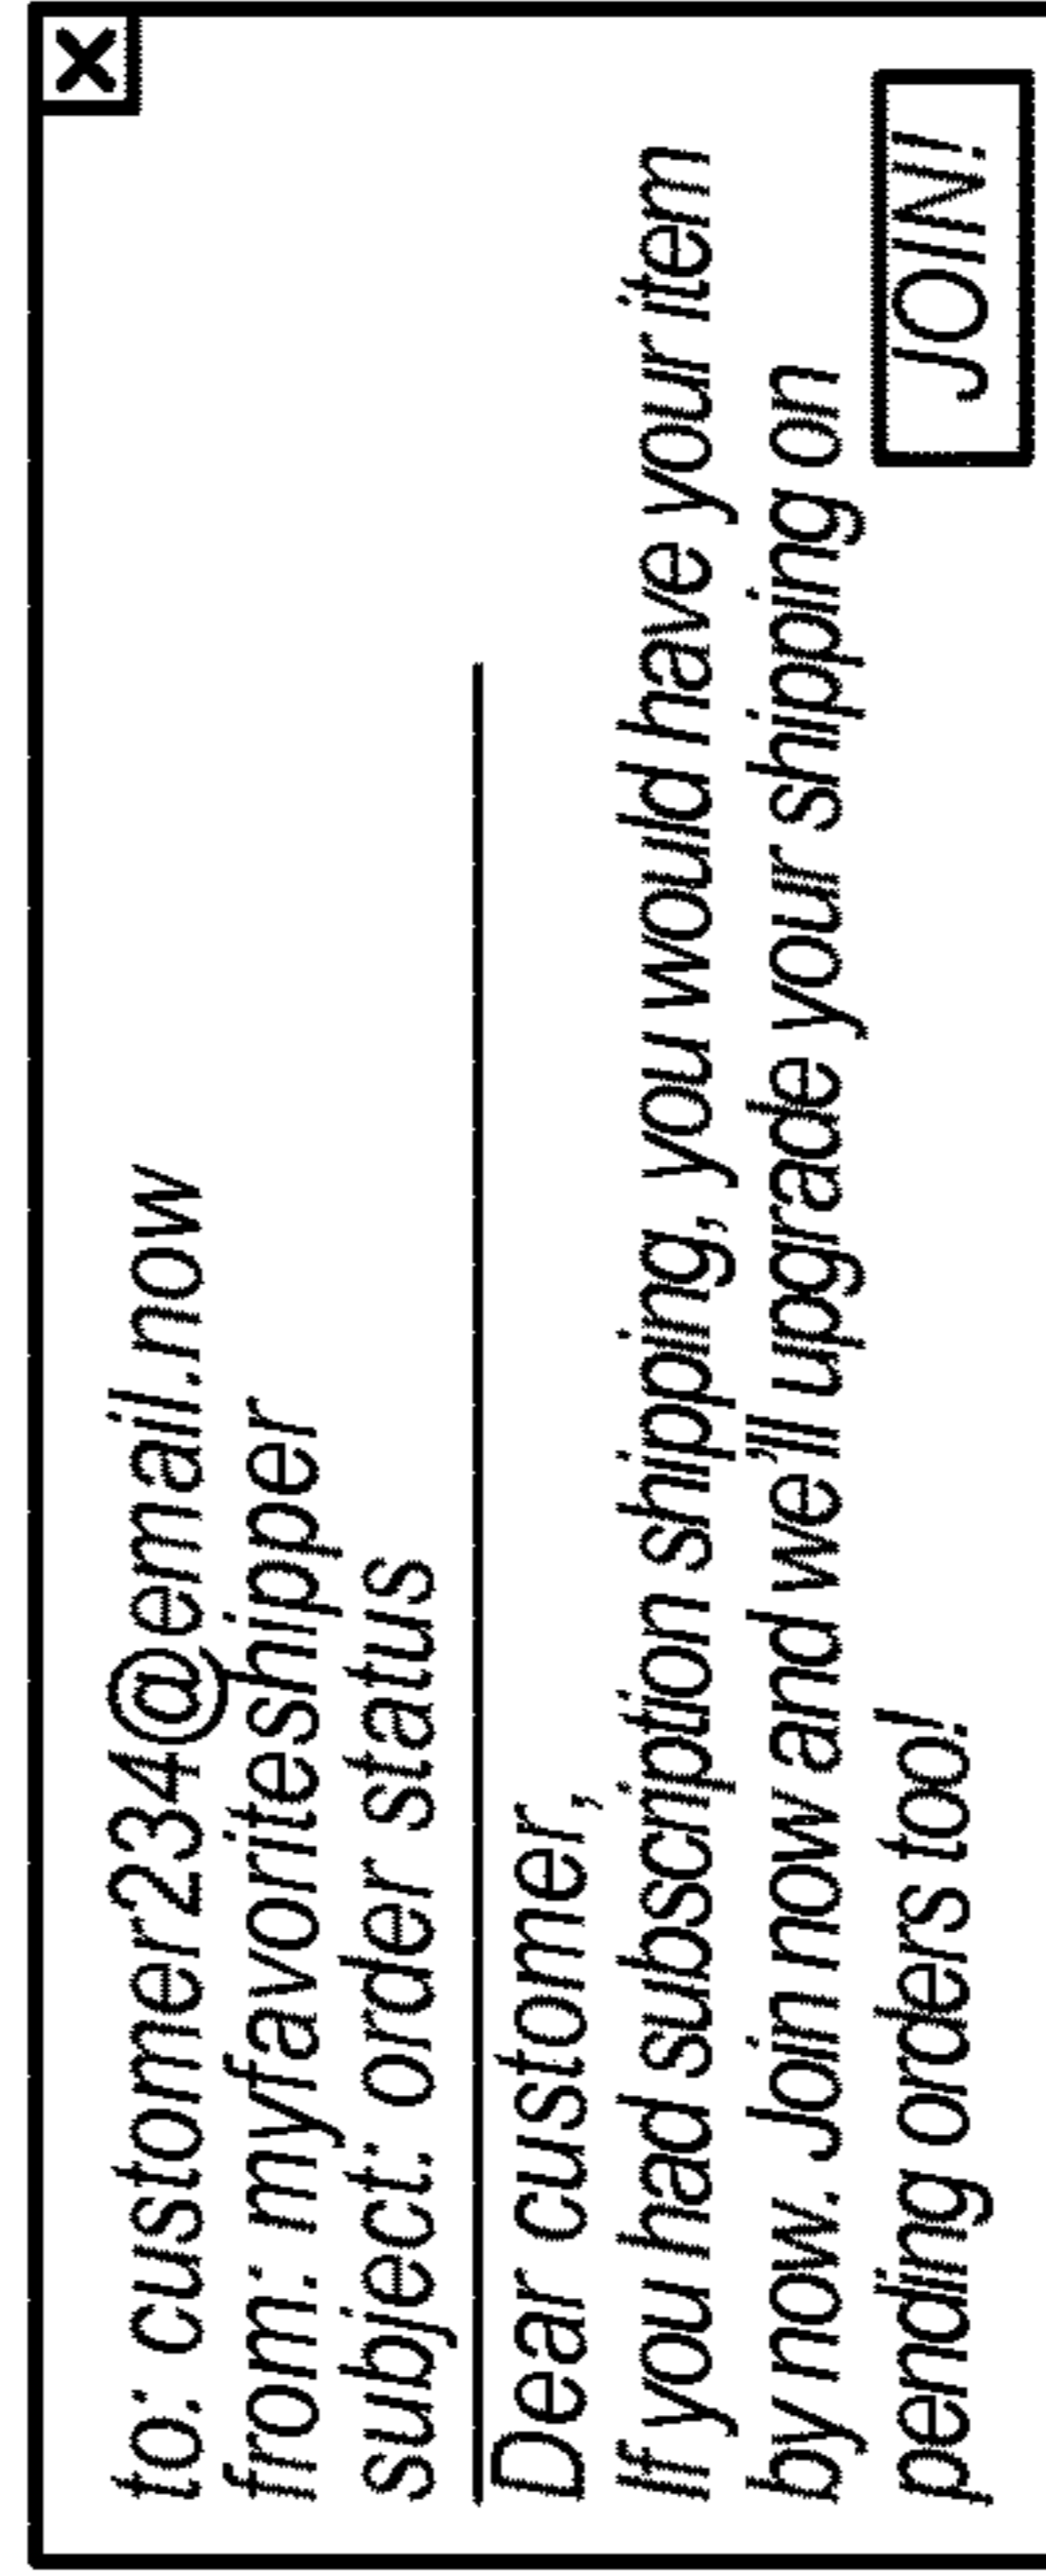 X
to: customer234@email.now
from: myfavoriteshipper
subject: order status
Dear customer,
If you had subscription shipping, you would have your item
by now. Join now and we'll upgrade your shipping on
pending orders too!
JOIN!